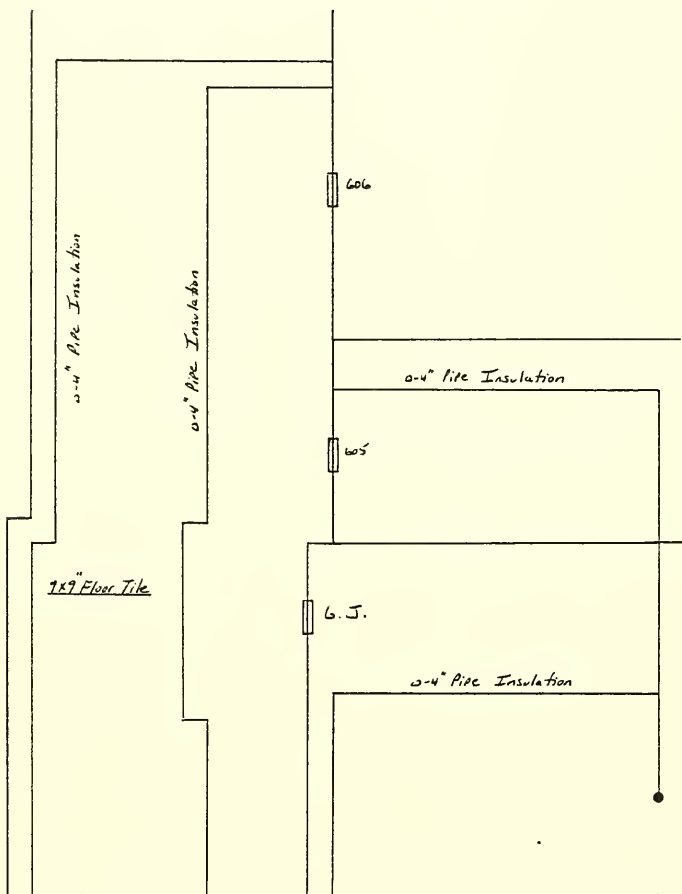 606
0-4" Pipe Insulation
0-4" Pipe Insulation
0-4" Pipe Insulation
605
9x9" Floor Tile
6. J.
0-4" Pipe Insulation